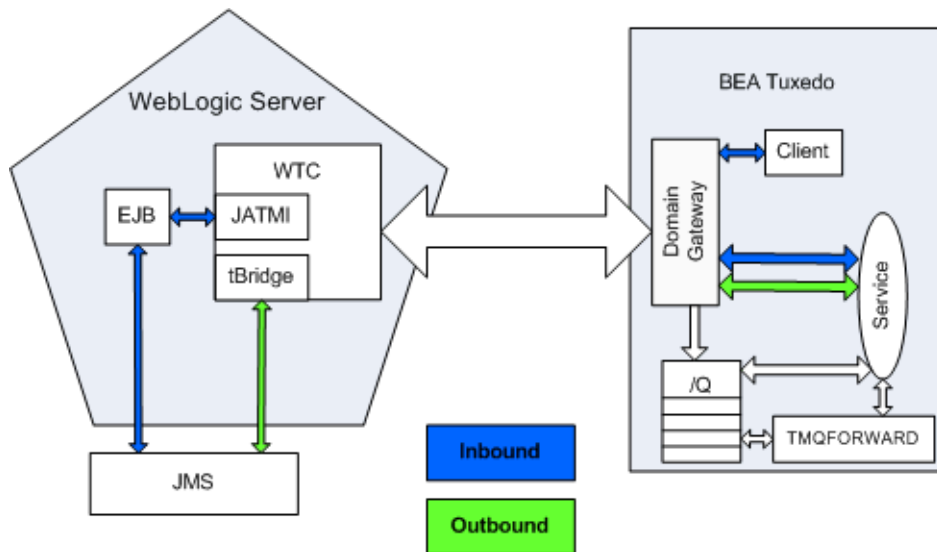 WebLogic Server
WTC
EJB
JATMI
tBridge
JMS
Inbound
Outbound
BEA Tuxedo
Client
Domain
Gateway
Service
/Q
TMQFORWARD